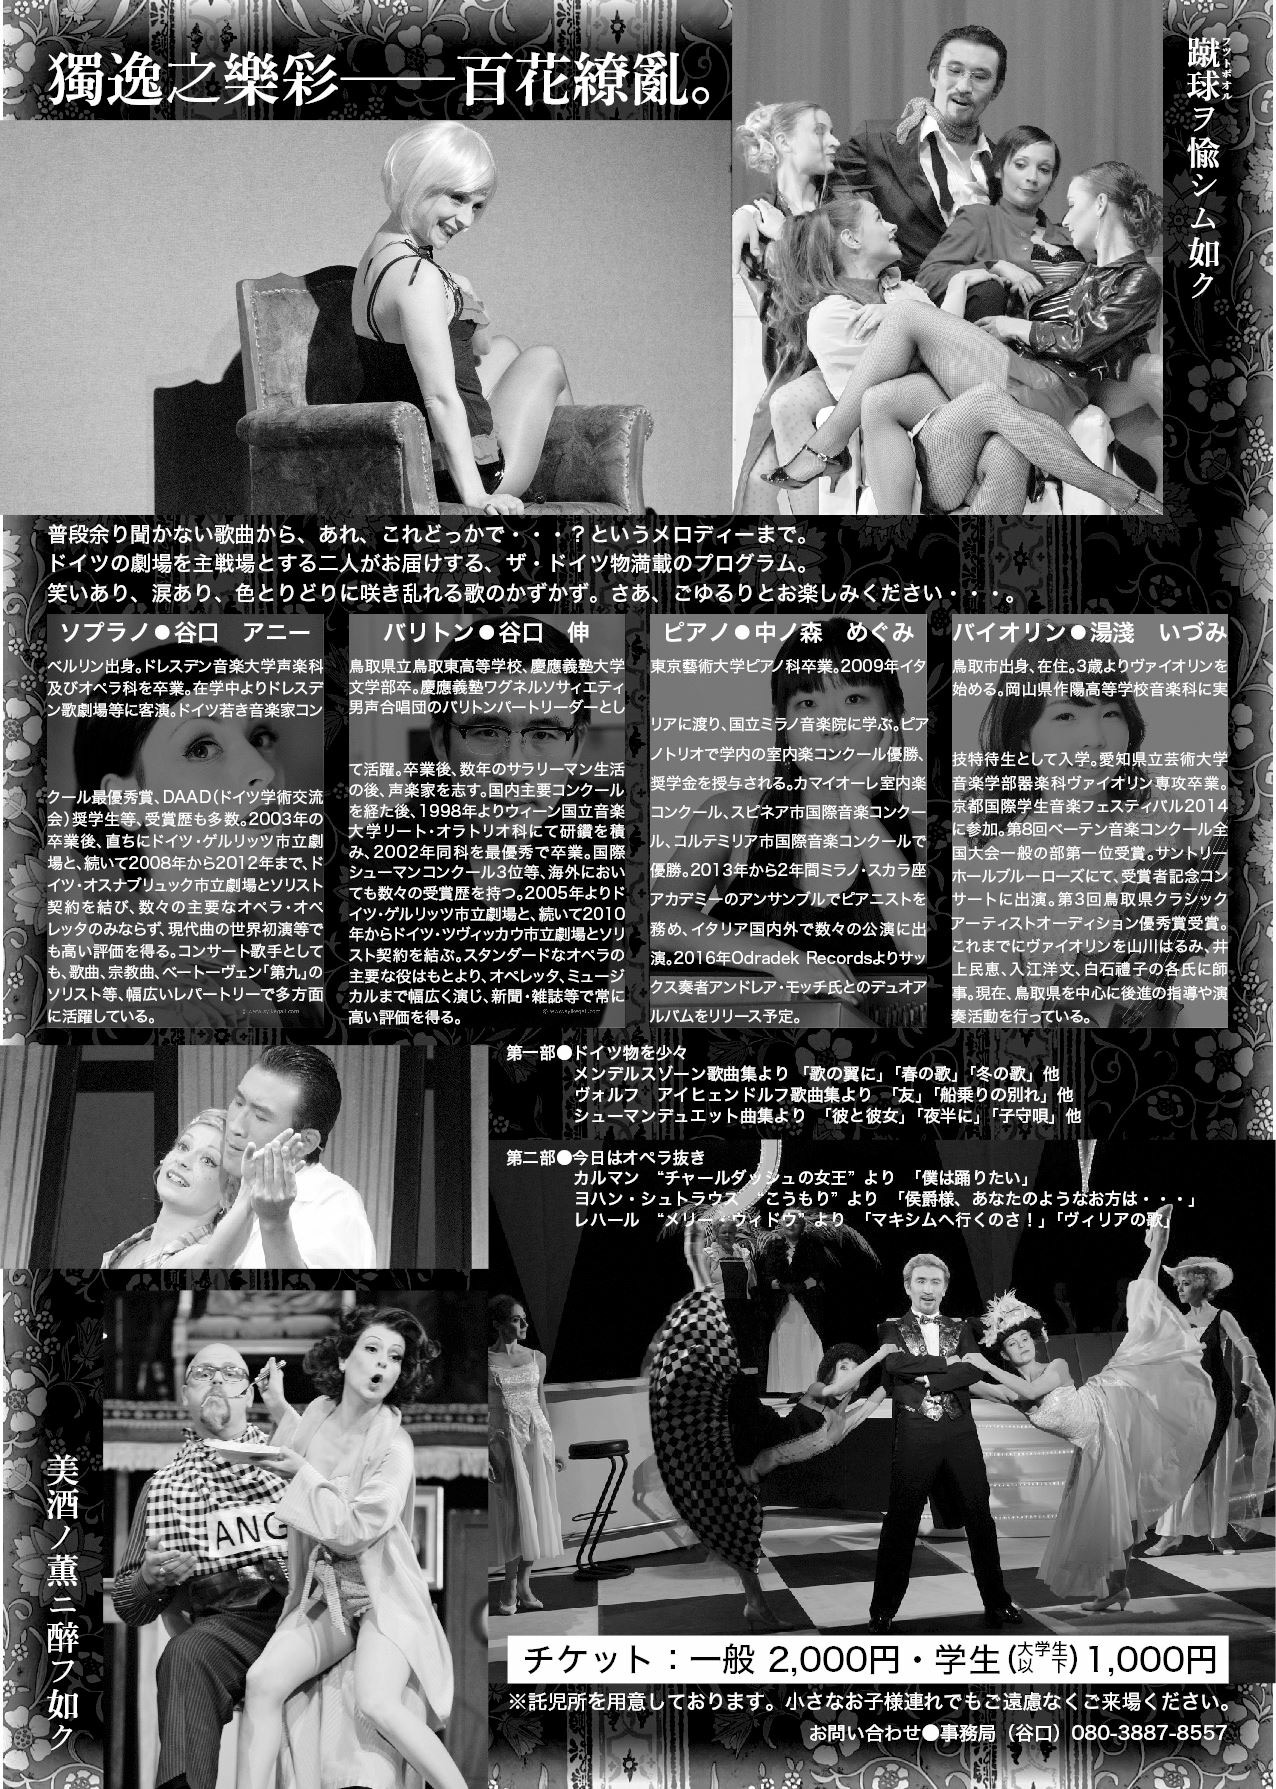 獨逸之樂彩――百花繚亂。
蹴球ヲ愉シム如ク
フットボオル
普段余り聞かない歌曲から、あれ、これどっかで・・・？というメロディーまで。
ドイツの劇場を主戦場とする二人がお届けする、ザ・ドイツ物満載のプログラム。
笑いあり、涙あり、色とりどりに咲き乱れる歌のかずかず。さあ、ごゆるりとお楽しみください・・・。
ソプラノ●谷口　アニー
ベルリン出身。ドレスデン音楽大学声楽科
及びオペラ科を卒業。在学中よりドレスデ
ン歌劇場等に客演。ドイツ若き音楽家コン
クール最優秀賞、DAAD(ドイツ学術交流
会)奨学生等、受賞歴も多数。2003年の
卒業後、直ちにドイツ・ゲルリッツ市立劇
場と、続いて2008年から2012年まで、ド
イツ・オスナブリュック市立劇場とソリスト
契約を結び、数々の主要なオペラ・オペ
レッタのみならず、現代曲の世界初演等で
も高い評価を得る。コンサート歌手として
も、歌曲、宗教曲、ベートーヴェン「第九」の
ソリスト等、幅広いレパートリーで多方面
に活躍している。
バリトン●谷口　伸
鳥取県立鳥取東高等学校、慶應義塾大学
文学部卒。慶應義塾ワグネルソサィエティ
男声合唱団のバリトンパートリーダーとし
て活躍。卒業後、数年のサラリーマン生活
の後、声楽家を志す。国内主要コンクール
を経た後、1998年よりウィーン国立音楽
大学リート・オラトリオ科にて研鑽を積
み、2002年同科を最優秀で卒業。国際
シューマンコンクール3位等、海外におい
ても数々の受賞歴を持つ。2005年よりド
イツ・ゲルリッツ市立劇場と、続いて2010
年からドイツ・ツヴィッカウ市立劇場とソリ
スト契約を結ぶ。スタンダードなオペラの
主要な役はもとより、オペレッタ、ミュージ
カルまで幅広く演じ、新聞・雑誌等で常に
高い評価を得る。
ピアノ●中ノ森　めぐみ
東京藝術大学ピアノ科卒業。2009年イタ
リアに渡り、国立ミラノ音楽院に学ぶ。ピア
ノトリオで学内の室内楽コンクール優勝、
奨学金を授与される。カマイオーレ室内楽
コンクール、スピネア市国際音楽コンクー
ル、コルテミリア市国際音楽コンクールで
優勝。2013年から2年間ミラノ・スカラ座
アカデミーのアンサンブルでピアニストを
務め、イタリア国内外で数々の公演に出
演。2016年Odradek Recordsよりサッ
クス奏者アンドレア・モッチ氏とのデュオア
ルバムをリリース予定。
バイオリン●湯淺　いづみ
鳥取市出身、在住。3歳よりヴァイオリンを
始める。岡山県作陽高等学校音楽科に実
技特待生として入学。愛知県立芸術大学
音楽学部器楽科ヴァイオリン専攻卒業。
京都国際学生音楽フェスティバル2014
に参加。第8回ベーテン音楽コンクール全
国大会一般の部第一位受賞。サントリー
ホールブルーローズにて、受賞者記念コン
サートに出演。第3回鳥取県クラシック
アーティストオーディション優秀賞受賞。
これまでにヴァイオリンを山川はるみ、井
上民恵、入江洋文、白石禮子の各氏に師
事。現在、鳥取県を中心に後進の指導や演
奏活動を行っている。
© www.sylkegall.com
© www.sylkegall.com
第一部●ドイツ物を少々
メンデルスゾーン歌曲集より　「歌の翼に」「春の歌」「冬の歌」他
ヴォルフ　アイヒェンドルフ歌曲集より　「友」「船乗りの別れ」他
シューマンデュエット曲集より　「彼と彼女」「夜半に」「子守唄」他
第二部●今日はオペラ抜き
カルマン　“チャールダッシュの女王”より　「僕は踊りたい」
ヨハン・シュトラウス　“こうもり”より　「侯爵様、あなたのようなお方は・・・」
レハール　“メリー・ウィドウ”より　「マキシムへ行くのさ！」「ヴィリアの歌」
ANG
美酒ノ薫ニ醉フ如ク
チケット：一般 2,000円・学生(大学生以下)1,000円
※託児所を用意しております。小さなお子様連れでもご遠慮なくご来場ください。
お問い合わせ●事務局（谷口）080-3887-8557